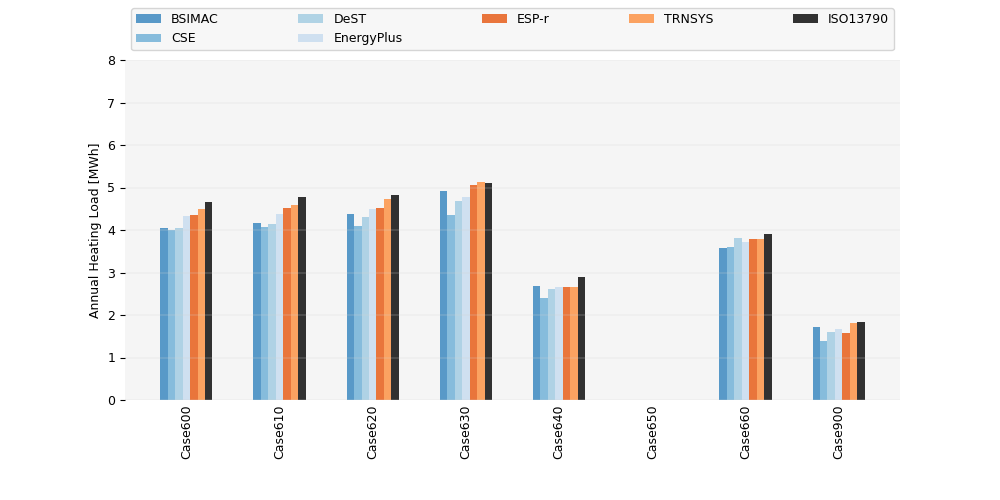 BSIMAC DeST ESP-r TRNSYS ISO13790
CSE EnergyPlus
8
7
6
5
4
3
2
1
0
Annual Heating Load [MWh]
Case600 Case610 Case620 Case630 Case640 Case650 Case660 Case900